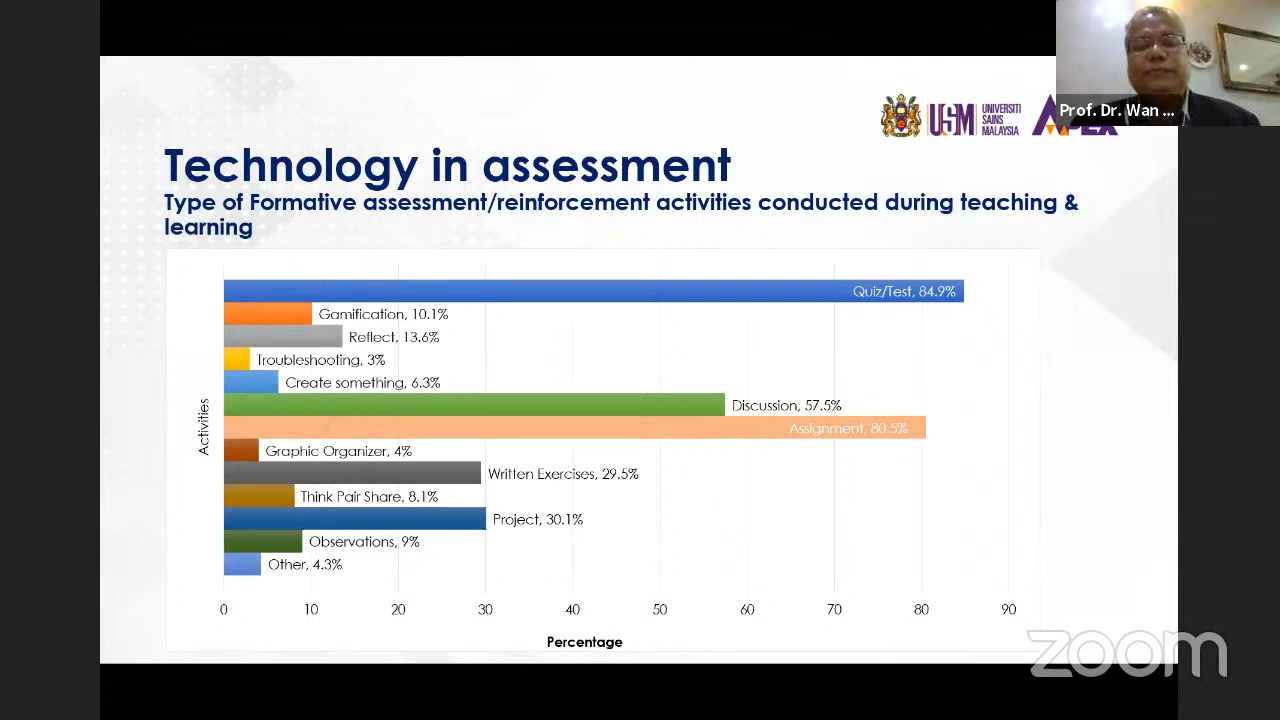 Prof. Dr. Wan ...
USM
UNIVERSITI
SAINS
MALAYSIA
APEX
Technology in assessment
Type of Formative assessment/reinforcement activities conducted during teaching &
learning
Activities
Quiz/Test, 84.9%
Gamification, 10.1%
Reflect, 13.6%
Troubleshooting, 3%
Create something, 6.3%
Discussion, 57.5%
Assignment, 80.5%
Graphic Organizer, 4%
Written Exercises, 29.5%
Think Pair Share, 8.1%
Project, 30.1%
Observations, 9%
Other, 4.3%
0 10 20 30 40 50 60 70 80 90
Percentage
zoom